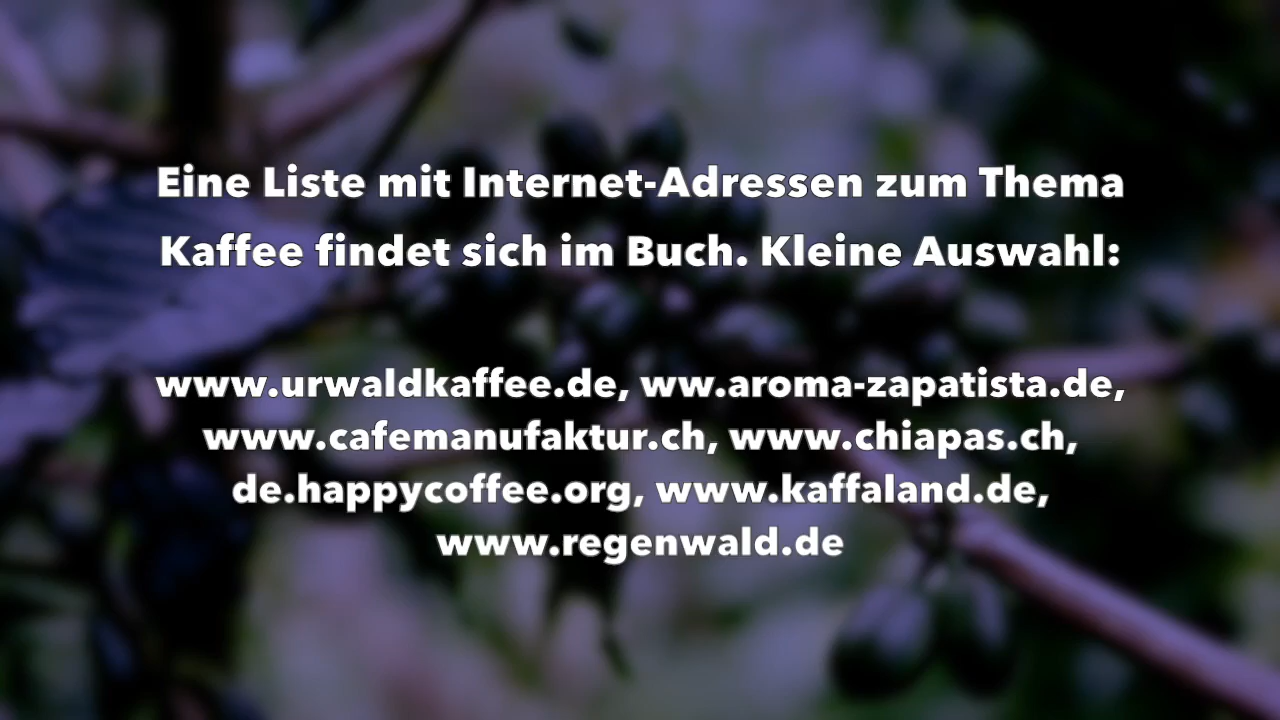 Eine Liste mit Internet-Adressen zum Thema
Kaffee findet sich im Buch. Kleine Auswahl:
www.urwaldkaffee.de, ww.aroma-zapatista.de,
www.cafemanufaktur.ch, www.chiapas.ch,
de.happycoffee.org, www.kaffaland.de,
www.regenwald.de